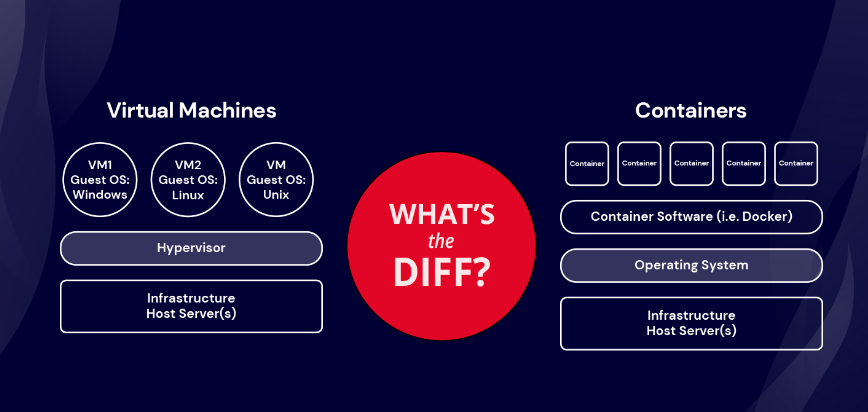 Virtual Machines
VM1
Guest OS:
Windows
VM2
Guest OS:
Linux
VM
Guest OS:
Unix
Hypervisor
Infrastructure
Host Server(s)
WHAT'S
the
DIFF?
Containers
Container
Container
Container
Container
Container
Container Software (i.e. Docker)
Operating System
Infrastructure
Host Server(s)